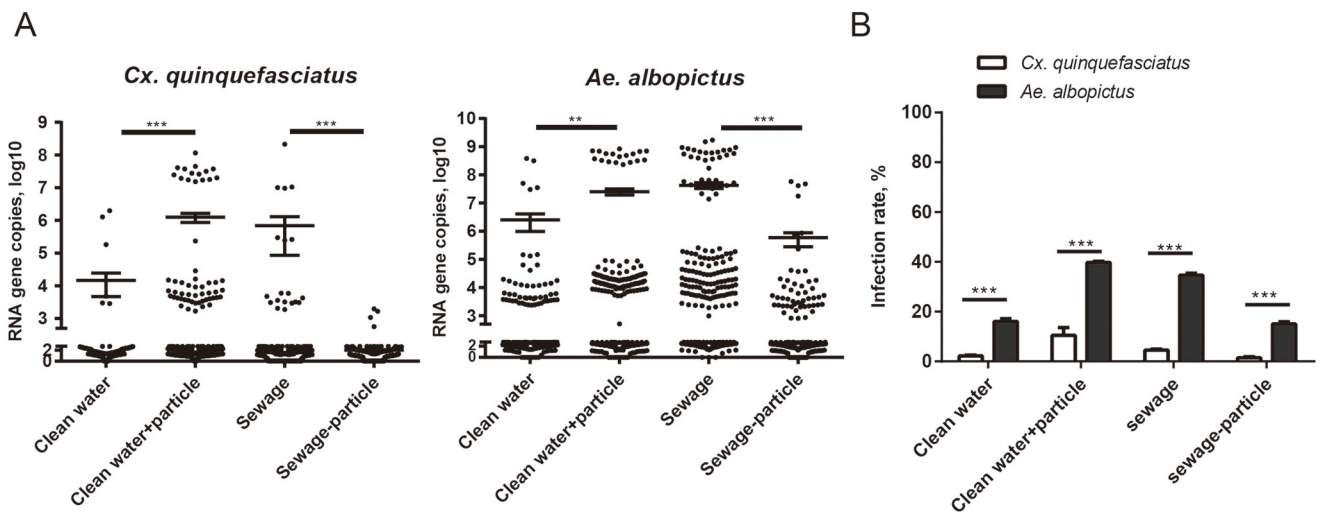 A
Cx. quinquefasciatus
RNA gene copies, log10
9
8
7
6
5
4
3
2
0
***
***
Clean water
Clean water+particle
Sewage
Sewage-particle
Ae. albopictus
RNA gene copies, log10
10
9
8
7
6
5
4
3
2
0
**
***
Clean water
Clean water+particle
Sewage
Sewage-particle
B
Cx. quinquefasciatus
Ae. albopictus
Infection rate, %
100
80
60
40
20
0
***
***
***
***
Clean water
Clean water+particle
sewage
sewage-particle